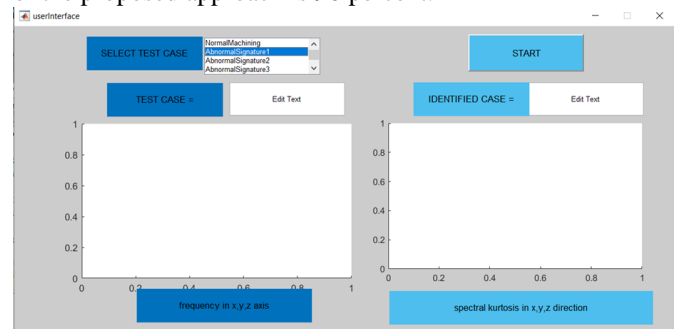 userInterface
SELECT TEST CASE
NormalMachining
AbnormalSignature1
AbnormalSignature2
AbnormalSignature3
START
TEST CASE =
Edit Text
IDENTIFIED CASE =
Edit Text
1
0.8
0.6
0.4
0.2
0
0 0.2 0.4 0.6 0.8 1
1
0.8
0.6
0.4
0.2
0
0 0.2 0.4 0.6 0.8 1
frequency in x,y,z axis
spectral kurtosis in x,y,z direction